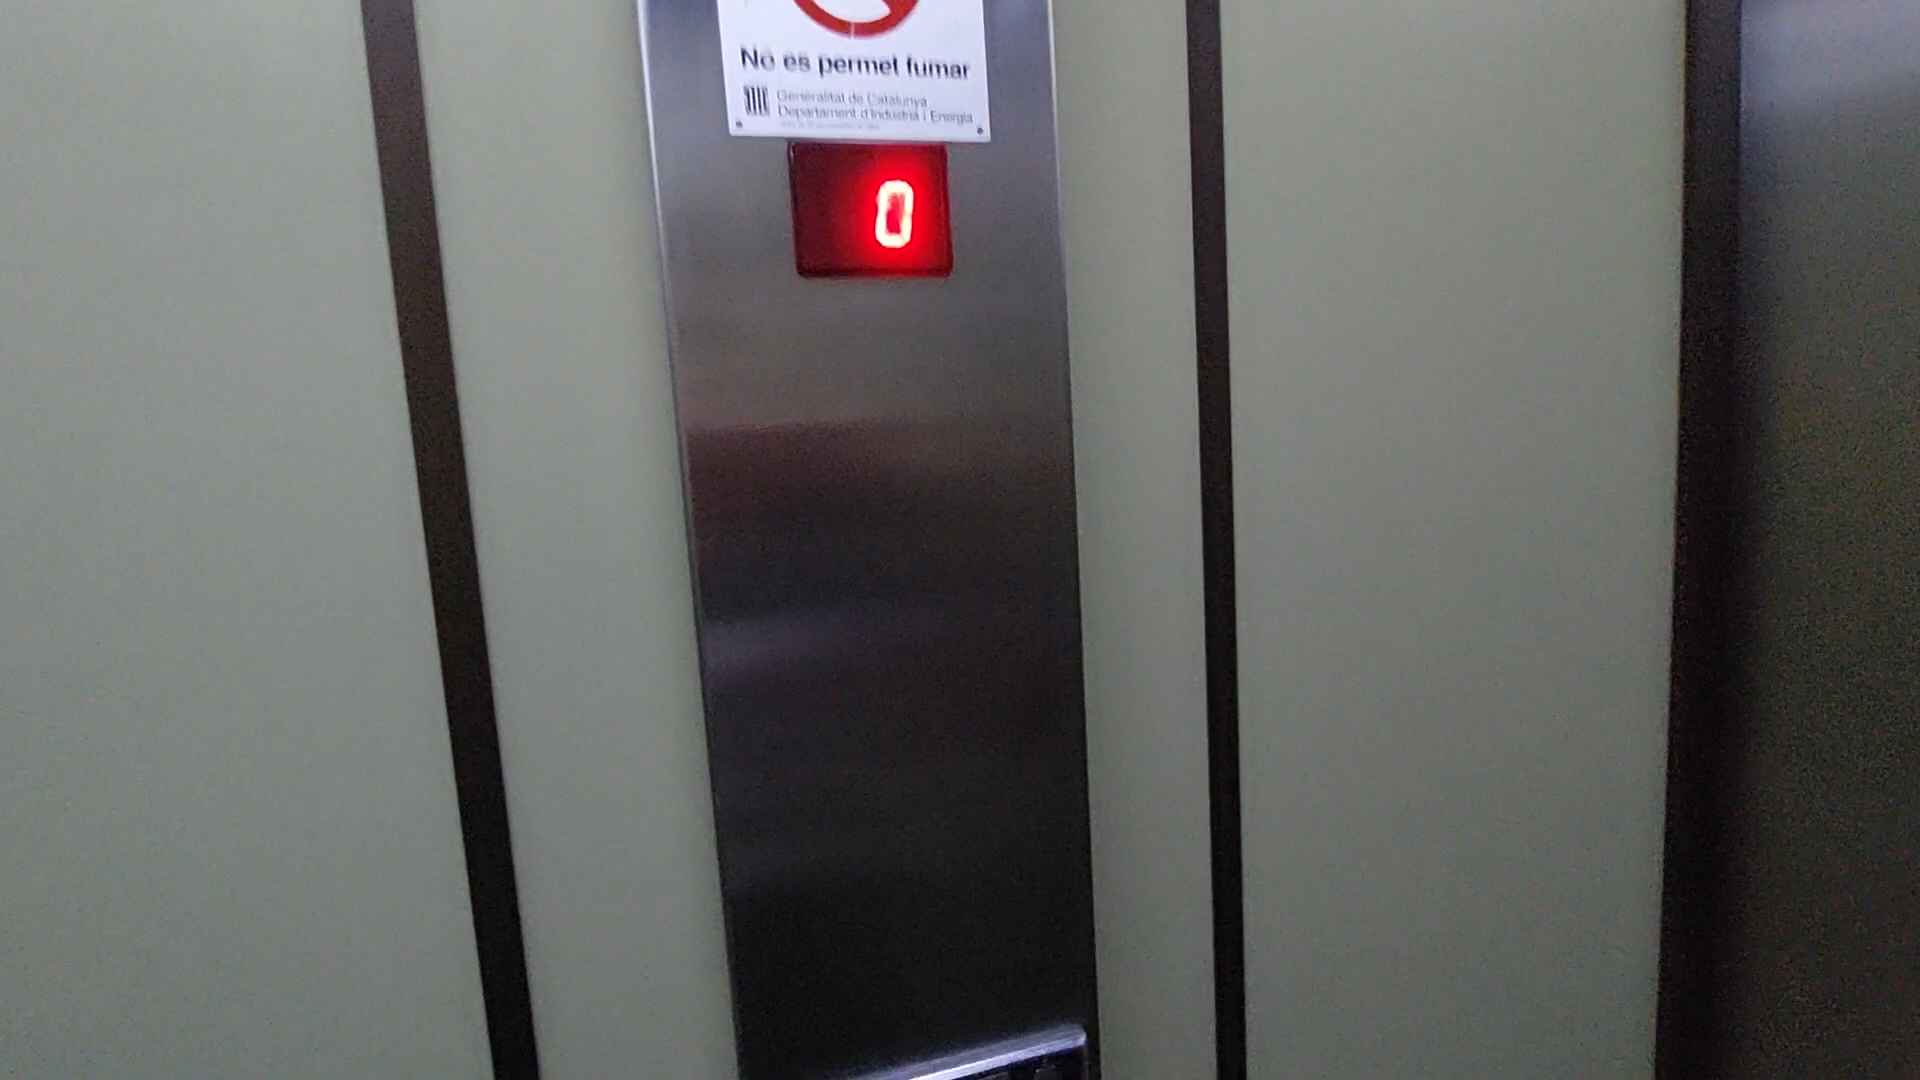 No es permet fumar
Generalitat de Catalunya
Departament d'Indústria i Energia
0